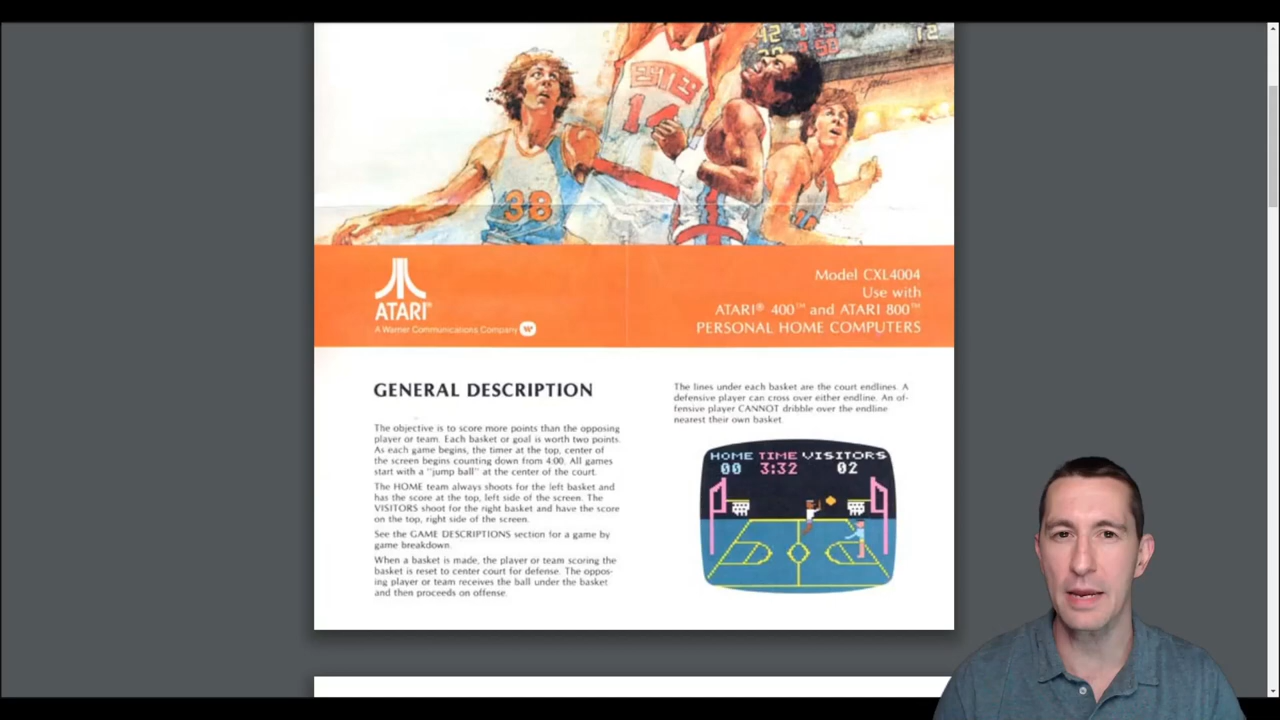 42
12
50
ESTE
14
38
ATARI®
A Warner Communications Company W
Model CXL4004
Use with
ATARI® 400™ and ATARI 800™
PERSONAL HOME COMPUTERS
GENERAL DESCRIPTION
The objective is to score more points than the opposing
player or team. Each basket or goal is worth two points.
As each game begins, the timer at the top, center of
the screen begins counting down from 4:00. All games
start with a "jump ball" at the center of the court.
The HOME team always shoots for the left basket and
has the score at the top, left side of the screen. The
VISITORS shoot for the right basket and have the score
on the top, right side of the screen.
See the GAME DESCRIPTIONS section for a game by
game breakdown.
When a basket is made, the player or team scoring the
basket is reset to center court for defense. The oppos-
ing player or team receives the ball under the basket
and then proceeds on offense.
The lines under each basket are the court endlines. A
defensive player can cross over either endline. An of-
fensive player CANNOT dribble over the endline
nearest their own basket.
HOME TIME VISITORS
00 3:32 02